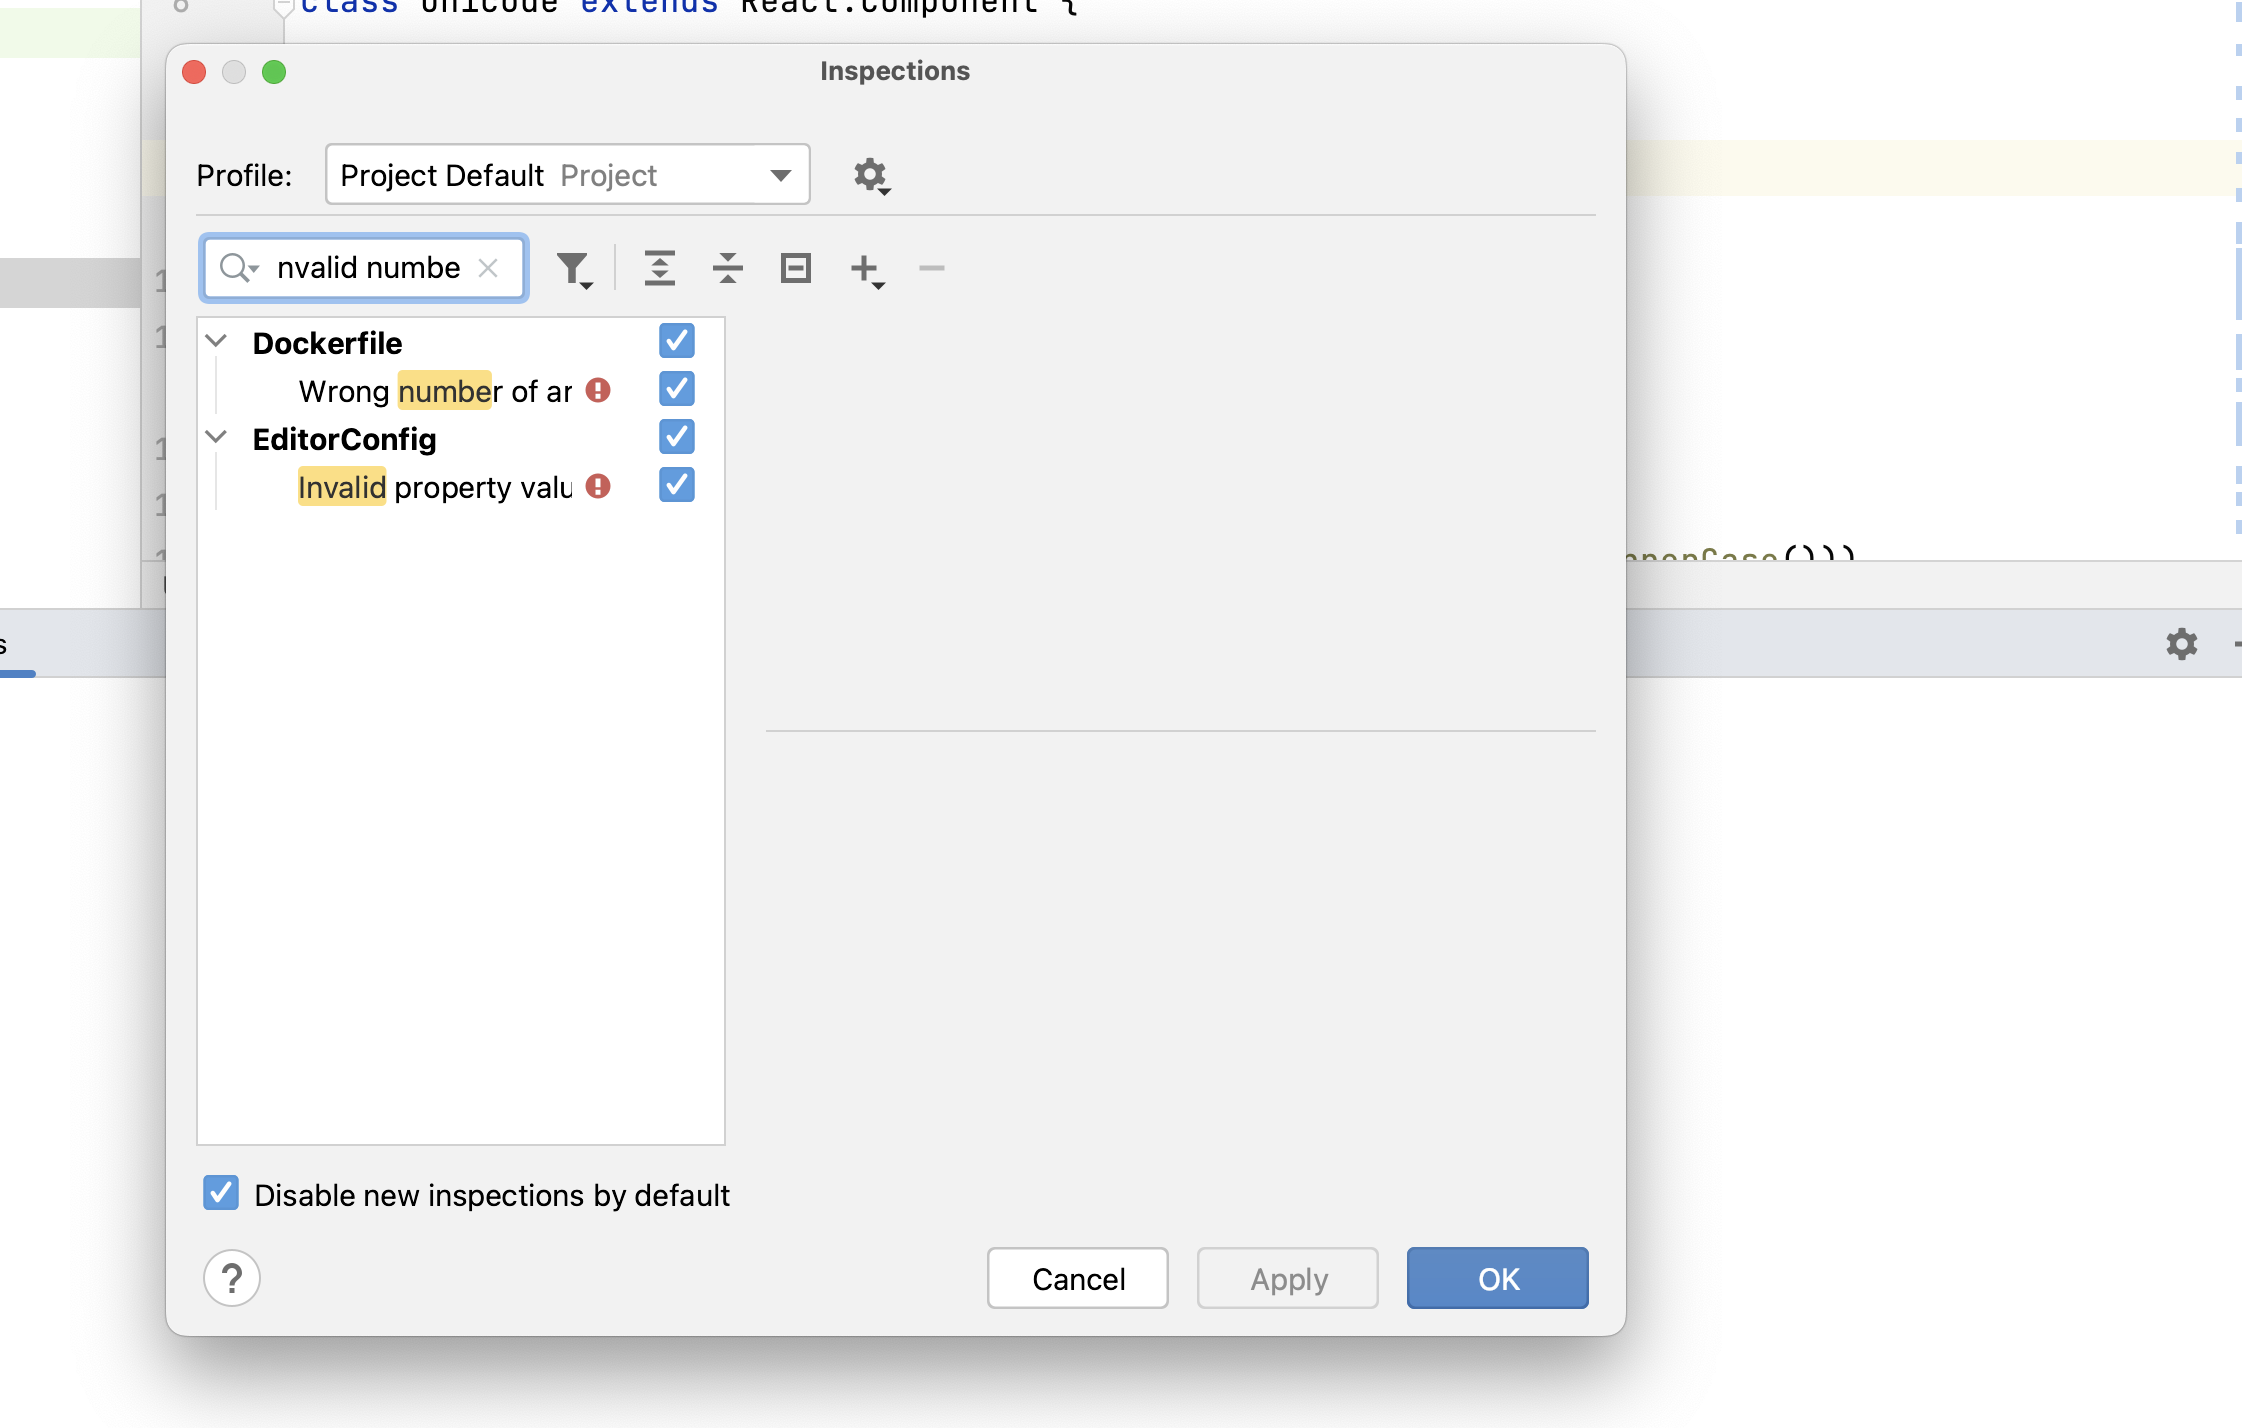 class Unicode extends React.Component {
Inspections
Profile: Project Default Project
nvalid numbe
Dockerfile
Wrong number of ar
EditorConfig
Invalid property valu
pperCase()))
s
Disable new inspections by default
? Cancel Apply OK